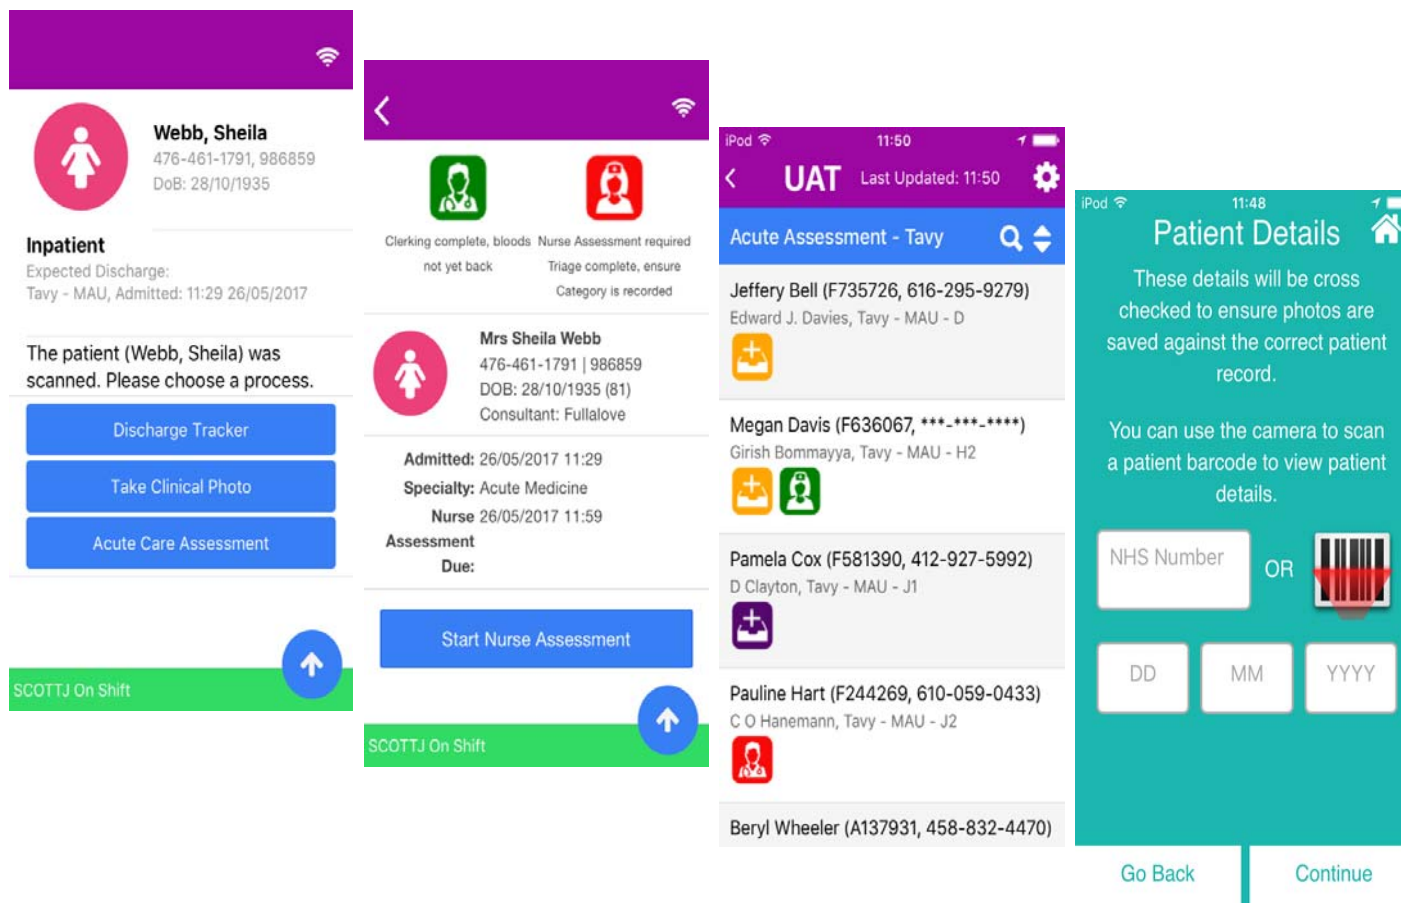 Webb, Sheila
476-461-1791, 986859
DoB: 28/10/1935
Inpatient
Expected Discharge:
Tavy - MAU, Admitted: 11:29 26/05/2017
The patient (Webb, Sheila) was
scanned. Please choose a process.
Discharge Tracker
Take Clinical Photo
Acute Care Assessment
SCOTTJ On Shift
Clerking complete, bloods
not yet back
Nurse Assessment required
Triage complete, ensure
Category is recorded
Mrs Sheila Webb
476-461-1791 | 986859
DOB: 28/10/1935 (81)
Consultant: Fullalove
Admitted: 26/05/2017 11:29
Specialty: Acute Medicine
Nurse 26/05/2017 11:59
Assessment
Due:
Start Nurse Assessment
SCOTTJ On Shift
iPod 11:50
UAT Last Updated: 11:50
Acute Assessment - Tavy
Jeffery Bell (F735726, 616-295-9279)
Edward J. Davies, Tavy - MAU - D
Megan Davis (F636067, ***-***-****)
Girish Bommayya, Tavy - MAU - H2
Pamela Cox (F581390, 412-927-5992)
D Clayton, Tavy - MAU - J1
Pauline Hart (F244269, 610-059-0433)
C O Hanemann, Tavy - MAU - J2
Beryl Wheeler (A137931, 458-832-4470)
iPod 11:48
Patient Details
These details will be cross
checked to ensure photos are
saved against the correct patient
record.
You can use the camera to scan
a patient barcode to view patient
details.
NHS Number OR
DD MM YYYY
Go Back Continue